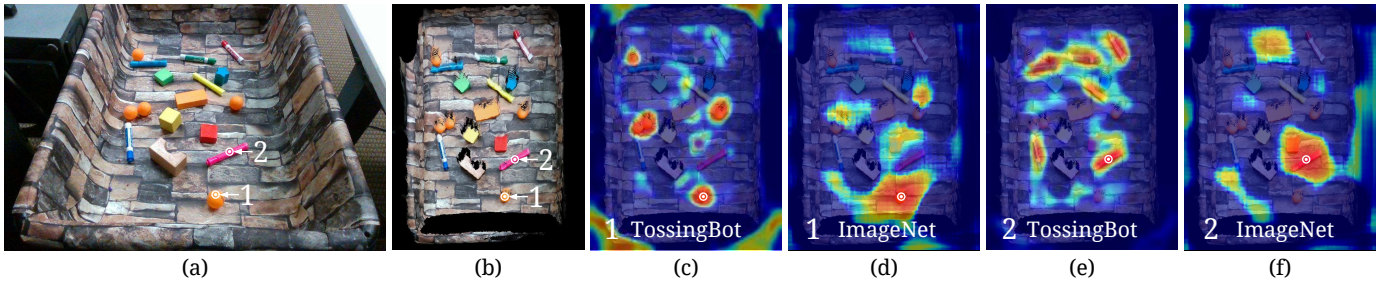 1
2
1
2
1 TossingBot
1 ImageNet
2 TossingBot
2 ImageNet
(a)
(b)
(c)
(d)
(e)
(f)